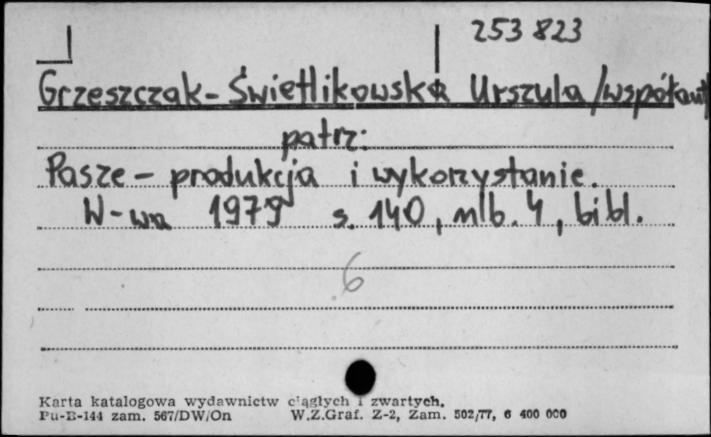 253 823
Grzeszczak-Świetlikowska Urszula /współaut
patrz:
Pasze - produkcja i wykorzystanie.
W-wa 1979 s. 140, nlb. 4, bibl.
6
Karta katalogowa wydawnictw ciągłych i zwartych.
Pu-B-144 zam. 567/DW/On W.Z.Graf. Z-2, Zam. 502/77, 6 400 000